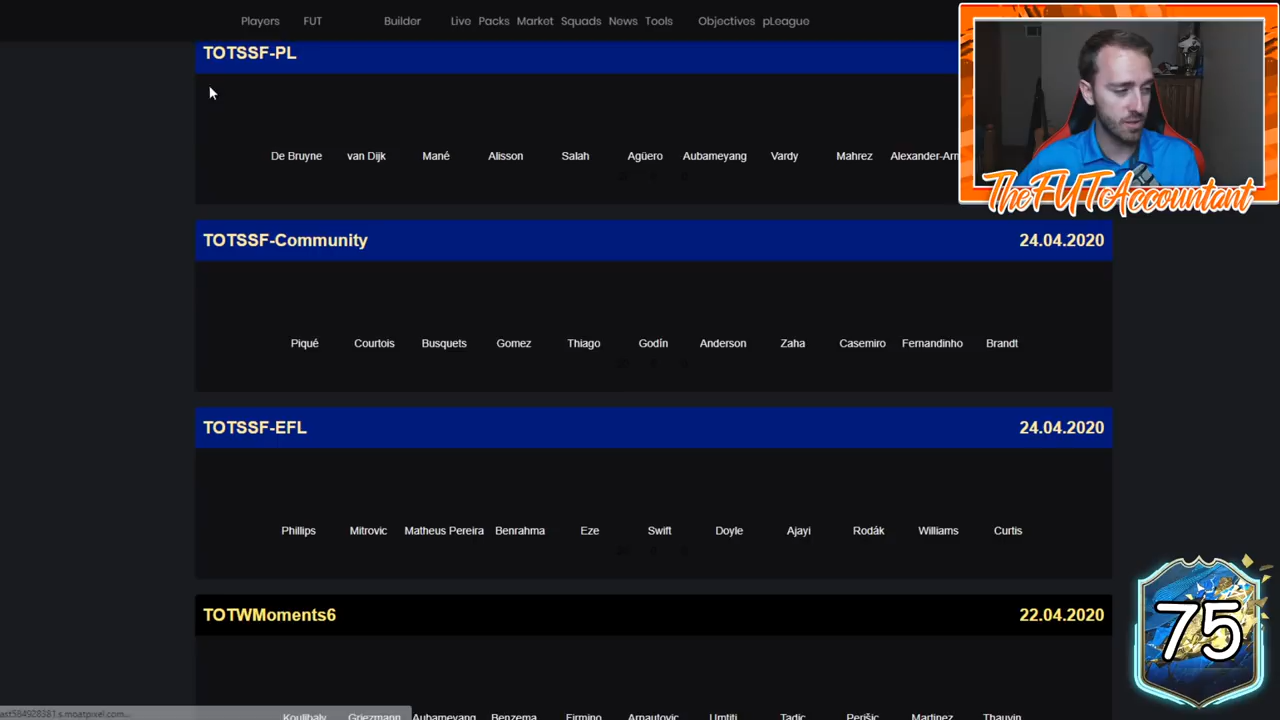 Players FUT Builder Live Packs Market Squads News Tools Objectives pLeague
TOTSSF-PL
De Bruyne van Dijk Mané Alisson Salah Agüero Aubameyang Vardy Mahrez Alexander-Arn
TheFUTAccountant
TOTSSF-Community 24.04.2020
Piqué Courtois Busquets Gomez Thiago Godín Anderson Zaha Casemiro Fernandinho Brandt
TOTSSF-EFL 24.04.2020
Phillips Mitrovic Matheus Pereira Benrahma Eze Swift Doyle Ajayi Rodák Williams Curtis
TOTWMoments6 22.04.2020
75
Koulibaly Griezmann Aubameyang Benzema Firmino Arnautovic Umtiti Tadic Perišic Martinez Thauvin